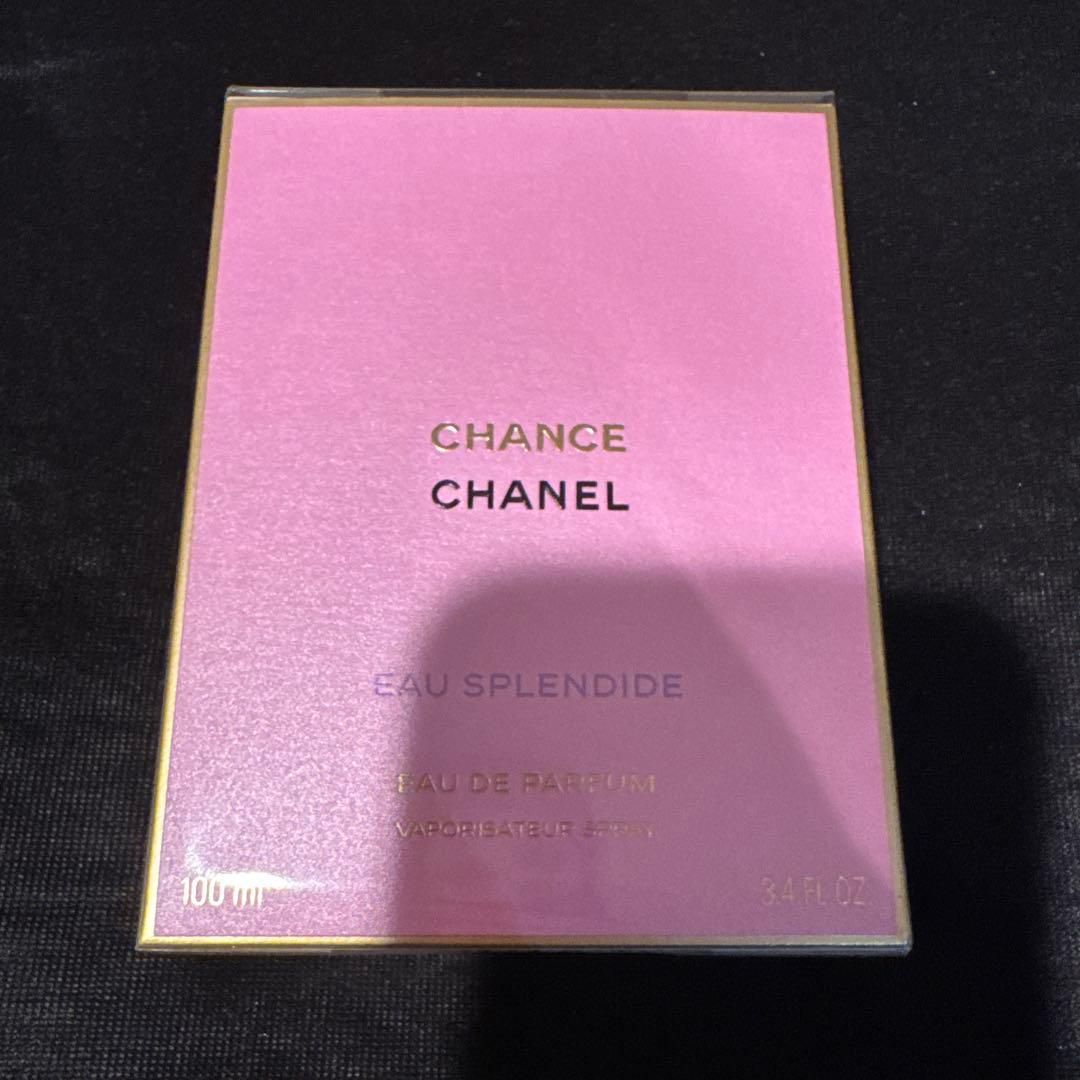 CHANCE
CHANEL
EAU SPLENDIDE
EAU DE PARFUM
VAPORISATEUR SPRAY
100 ml 3.4 FL. OZ.